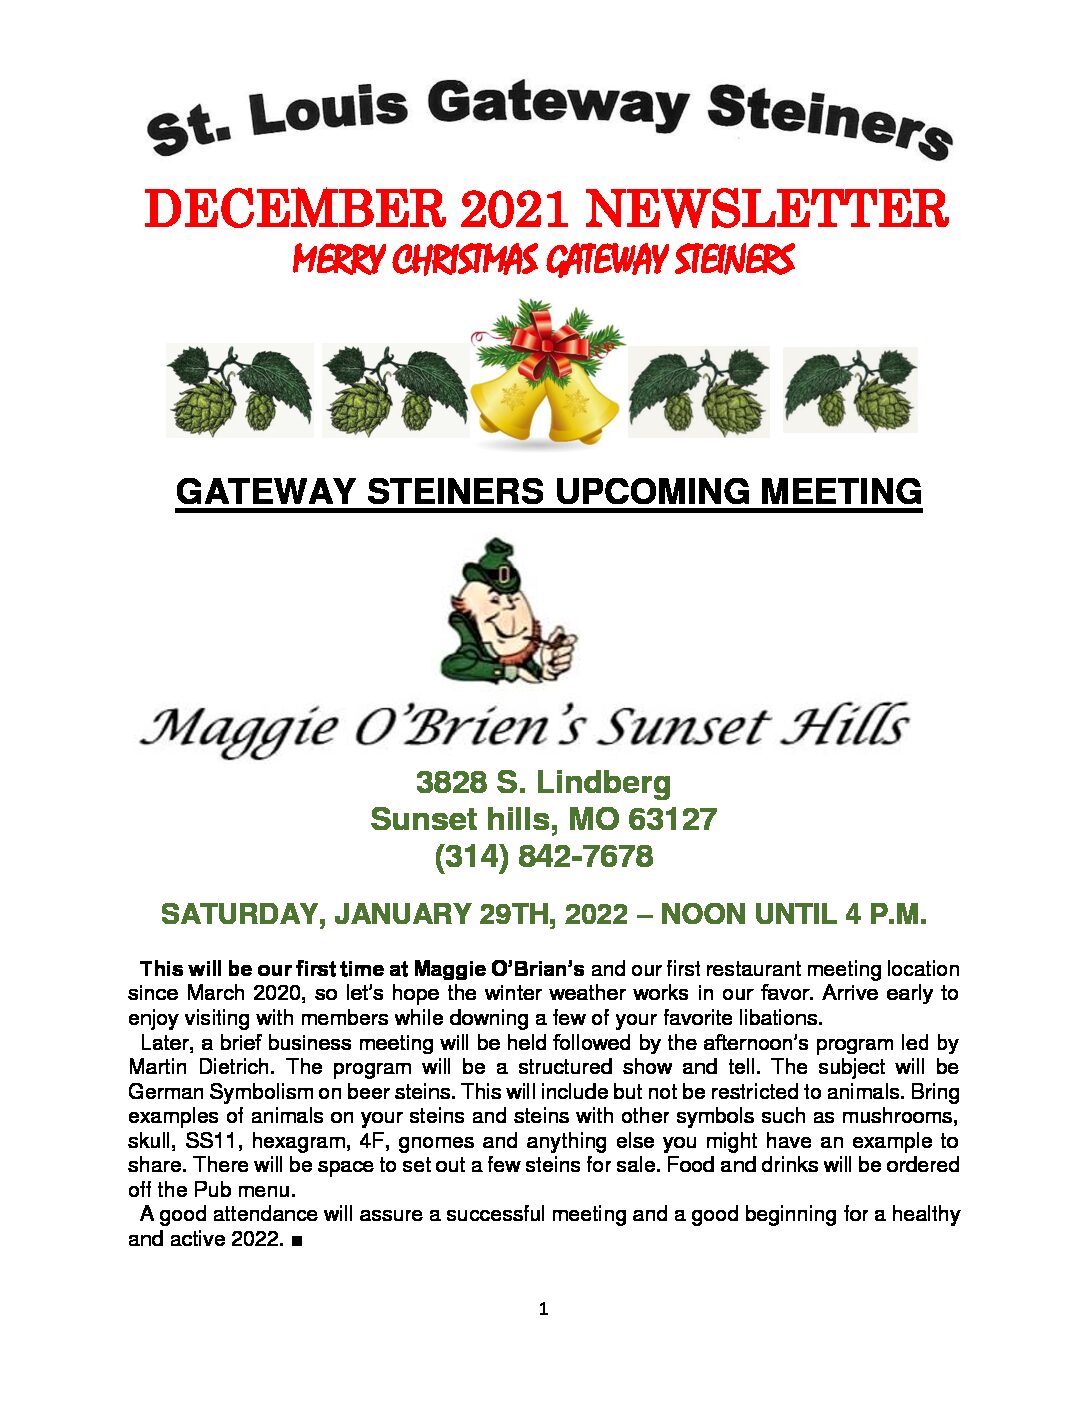 St. Louis Gateway Steiners
DECEMBER 2021 NEWSLETTER
MERRY CHRISTMAS GATEWAY STEINERS
GATEWAY STEINERS UPCOMING MEETING
Maggie O'Brien's Sunset Hills
3828 S. Lindberg
Sunset hills, MO 63127
(314) 842-7678
SATURDAY, JANUARY 29TH, 2022 – NOON UNTIL 4 P.M.
This will be our first time at Maggie O’Brian’s and our first restaurant meeting location
since March 2020, so let’s hope the winter weather works in our favor. Arrive early to
enjoy visiting with members while downing a few of your favorite libations.
Later, a brief business meeting will be held followed by the afternoon’s program led by
Martin Dietrich. The program will be a structured show and tell. The subject will be
German Symbolism on beer steins. This will include but not be restricted to animals. Bring
examples of animals on your steins and steins with other symbols such as mushrooms,
skull, SS11, hexagram, 4F, gnomes and anything else you might have an example to
share. There will be space to set out a few steins for sale. Food and drinks will be ordered
off the Pub menu.
A good attendance will assure a successful meeting and a good beginning for a healthy
and active 2022. ■
1